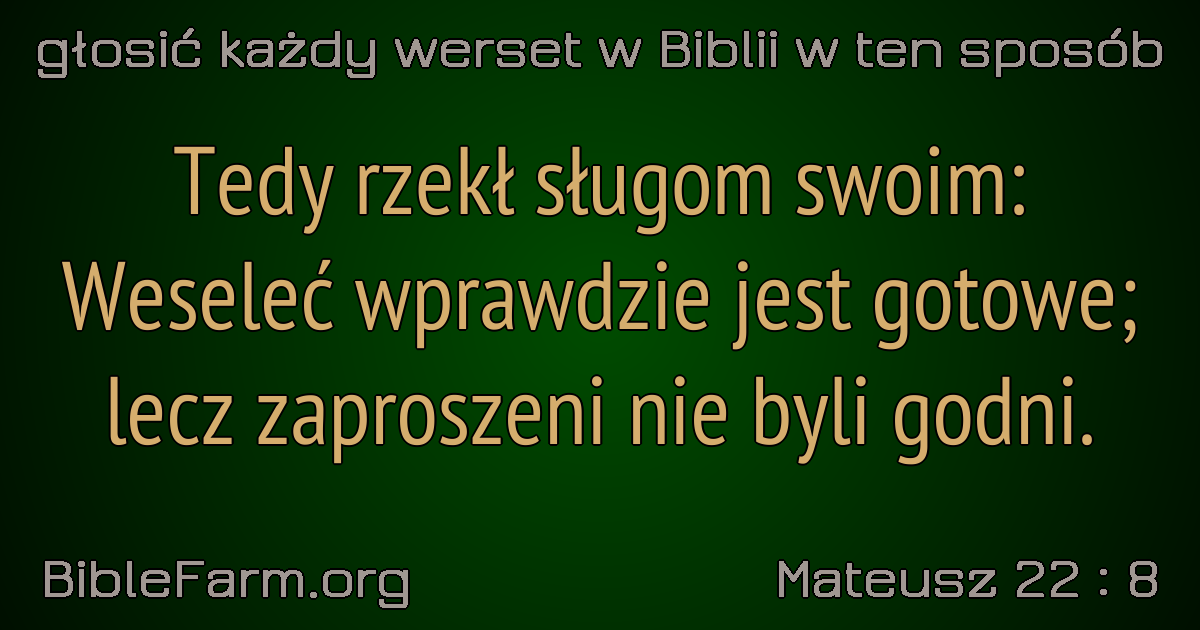 głosić każdy werset w Biblii w ten sposób
Tedy rzekł sługom swoim:
Weseleć wprawdzie jest gotowe;
lecz zaproszeni nie byli godni.
BibleFarm.org
Mateusz 22 : 8